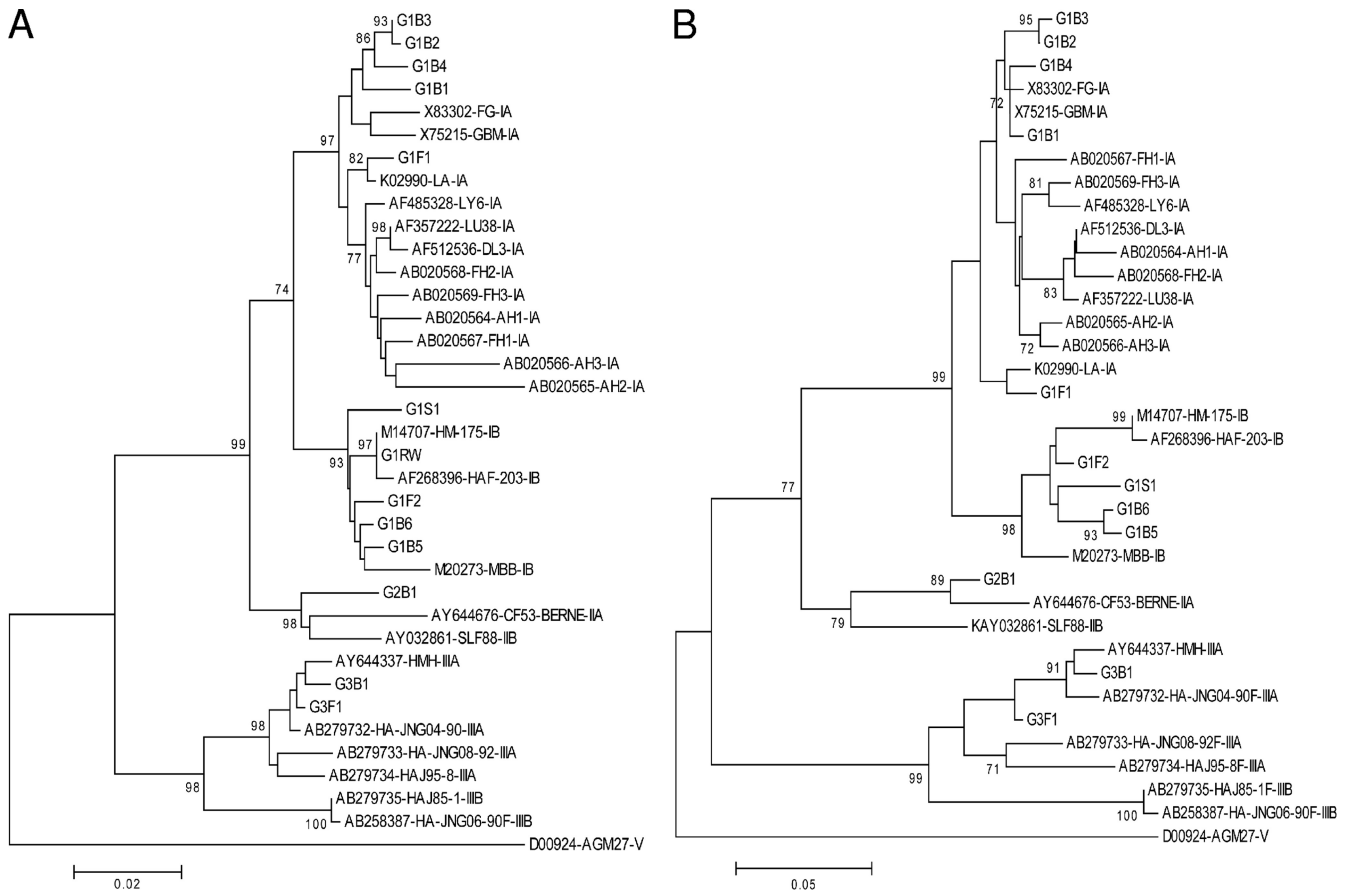 A
93
G1B3
G1B2
86
G1B4
G1B1
X83302-FG-IA
X75215-GBM-IA
97
82
G1F1
K02990-LA-IA
AF485328-LY6-IA
98
AF357222-LU38-IA
AF512536-DL3-IA
77
AB020568-FH2-IA
AB020569-FH3-IA
74
AB020564-AH1-IA
AB020567-FH1-IA
AB020566-AH3-IA
AB020565-AH2-IA
G1S1
M14707-HM-175-IB
99
97
G1RW
93
AF268396-HAF-203-IB
G1F2
G1B6
G1B5
M20273-MBB-IB
G2B1
98
AY644676-CF53-BERNE-IIA
AY032861-SLF88-IIB
AY644337-HMH-IIIA
G3B1
G3F1
98
AB279732-HA-JNG04-90-IIIA
AB279733-HA-JNG08-92-IIIA
AB279734-HAJ95-8-IIIA
98
AB279735-HAJ85-1-IIIB
100
AB258387-HA-JNG06-90F-IIIB
D00924-AGM27-V
0.02
B
95
G1B3
G1B2
G1B4
X83302-FG-IA
72
X75215-GBM-IA
G1B1
AB020567-FH1-IA
81
AB020569-FH3-IA
AF485328-LY6-IA
AF512536-DL3-IA
AB020564-AH1-IA
AB020568-FH2-IA
83
AF357222-LU38-IA
AB020565-AH2-IA
72
AB020566-AH3-IA
99
K02990-LA-IA
G1F1
99
M14707-HM-175-IB
AF268396-HAF-203-IB
G1F2
77
G1S1
G1B6
98
93
G1B5
M20273-MBB-IB
89
G2B1
AY644676-CF53-BERNE-IIA
79
KAY032861-SLF88-IIB
AY644337-HMH-IIIA
91
G3B1
AB279732-HA-JNG04-90F-IIIA
G3F1
AB279733-HA-JNG08-92F-IIIA
71
AB279734-HAJ95-8F-IIIA
99
AB279735-HAJ85-1F-IIIB
100
AB258387-HA-JNG06-90F-IIIB
D00924-AGM27-V
0.05